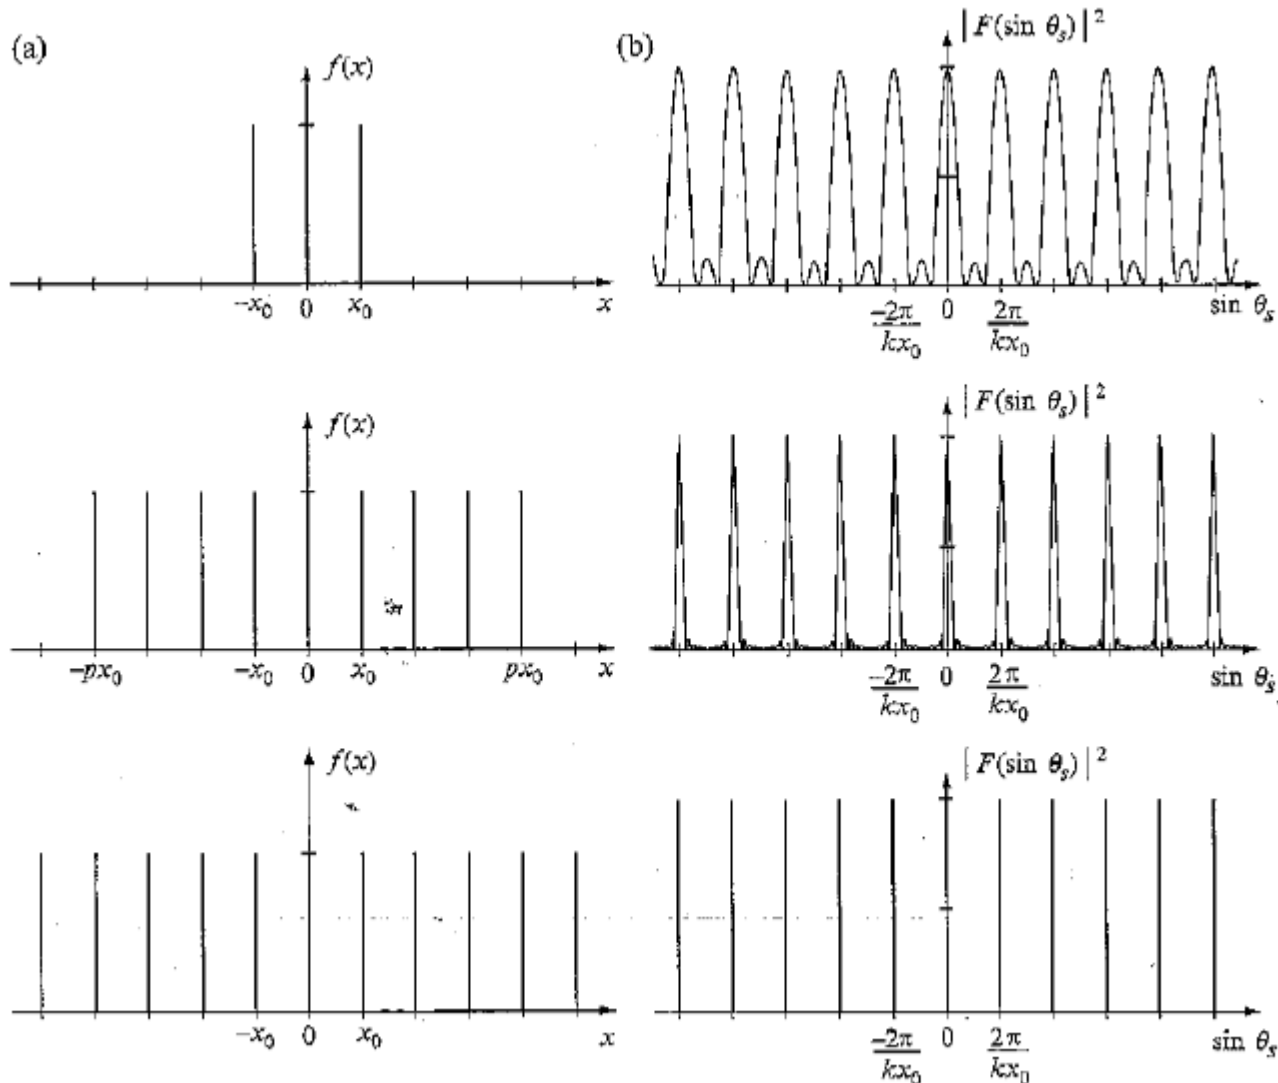 (a)
f(x)
-x₀ 0 x₀ x
(b)
|F(sin θₛ)|²
-2π/kx₀ 0 2π/kx₀ sin θₛ
f(x)
-px₀ -x₀ 0 x₀ px₀ x
|F(sin θₛ)|²
-2π/kx₀ 0 2π/kx₀ sin θₛ
f(x)
-x₀ 0 x₀ x
|F(sin θₛ)|²
-2π/kx₀ 0 2π/kx₀ sin θₛ